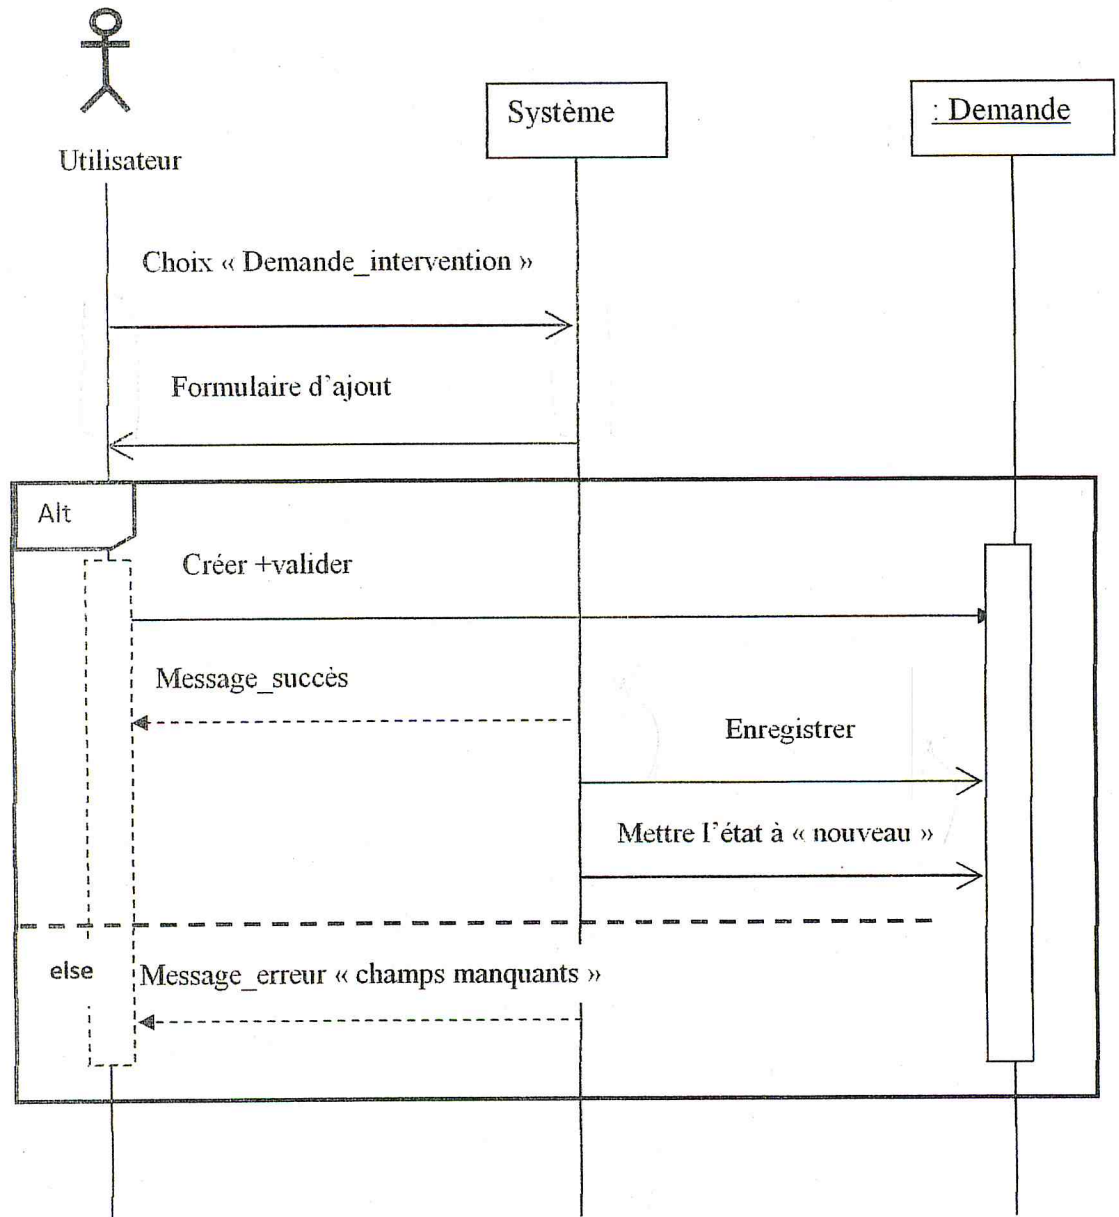 Système
: Demande
Utilisateur
Choix « Demande_intervention »
Formulaire d'ajout
Alt
Créer +valider
Message_succès
Enregistrer
Mettre l'état à « nouveau »
else
Message_erreur « champs manquants »